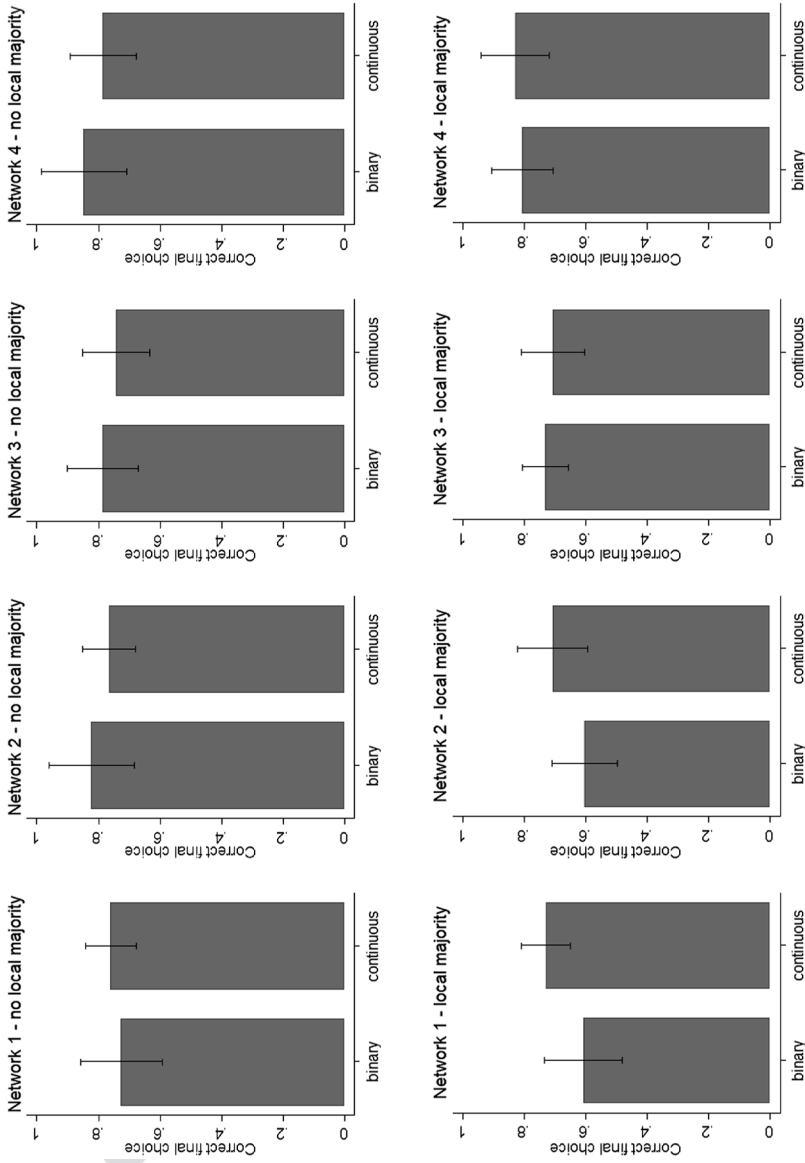 Network 1 - no local majority
Correct final choice
1
.8
.6
.4
.2
0
binary
continuous
Network 2 - no local majority
Correct final choice
1
.8
.6
.4
.2
0
binary
continuous
Network 3 - no local majority
Correct final choice
1
.8
.6
.4
.2
0
binary
continuous
Network 4 - no local majority
Correct final choice
1
.8
.6
.4
.2
0
binary
continuous
Network 1 - local majority
Correct final choice
1
.8
.6
.4
.2
0
binary
continuous
Network 2 - local majority
Correct final choice
1
.8
.6
.4
.2
0
binary
continuous
Network 3 - local majority
Correct final choice
1
.8
.6
.4
.2
0
binary
continuous
Network 4 - local majority
Correct final choice
1
.8
.6
.4
.2
0
binary
continuous